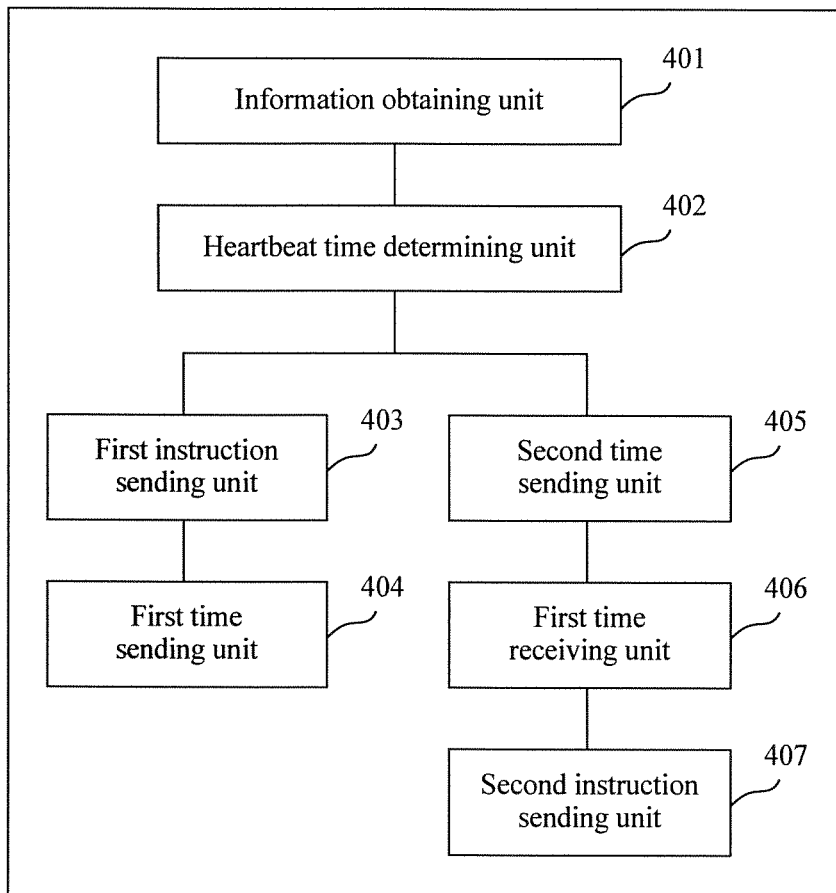 401
Information obtaining unit
402
Heartbeat time determining unit
403
First instruction
sending unit
405
Second time
sending unit
404
First time
sending unit
406
First time
receiving unit
407
Second instruction
sending unit